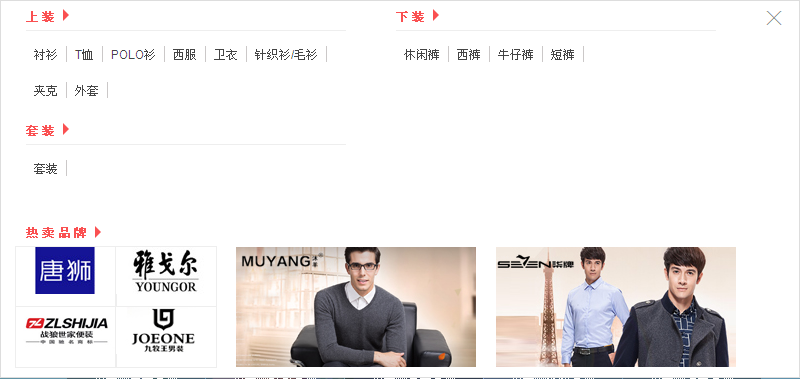 上装
衬衫 T恤 POLO衫 西服 卫衣 针织衫/毛衫
夹克 外套
下装
休闲裤 西裤 牛仔裤 短裤
套装
套装
热卖品牌
唐狮
雅戈尔
YOUNGOR
ZLSHIJIA
战狼世家便装
中国驰名商标
JOEONE
九牧王男装
MUYANG
SEVEN 柒牌